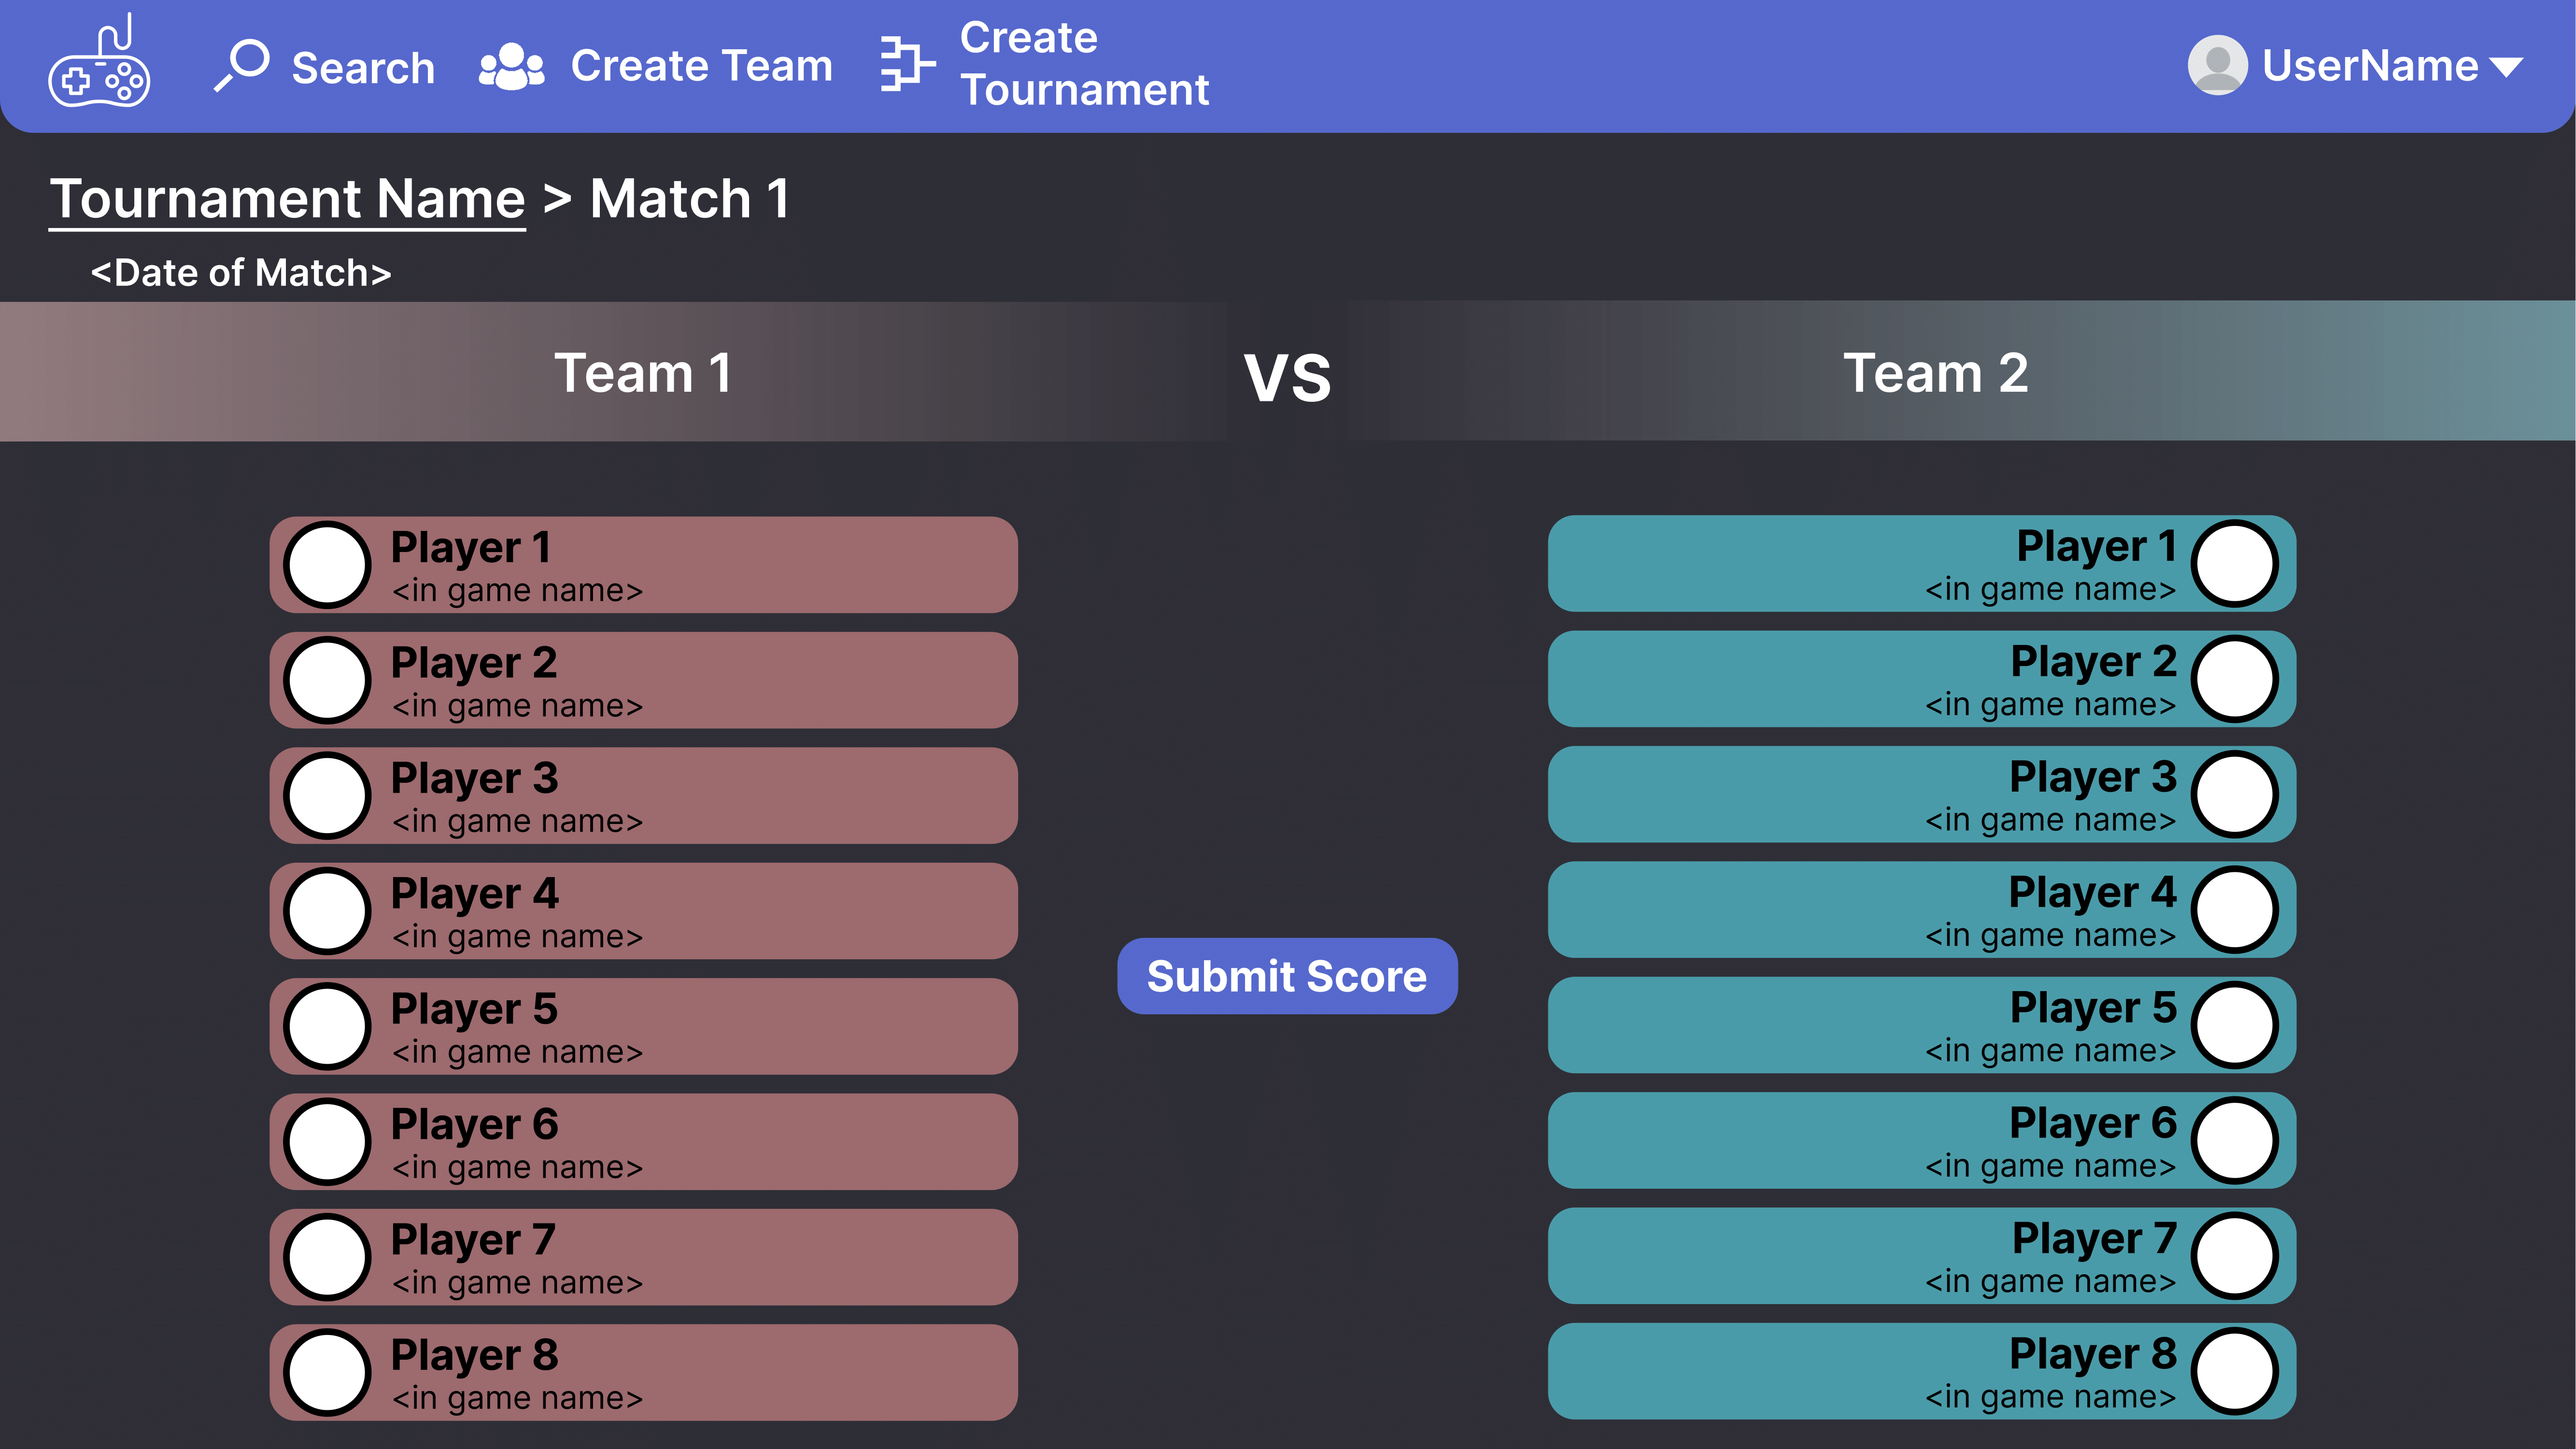 Search
Create Team
Create
Tournament
UserName
Tournament Name > Match 1
<Date of Match>
Team 1
VS
Team 2
Player 1
<in game name>
Player 2
<in game name>
Player 3
<in game name>
Player 4
<in game name>
Player 5
<in game name>
Player 6
<in game name>
Player 7
<in game name>
Player 8
<in game name>
Submit Score
Player 1
<in game name>
Player 2
<in game name>
Player 3
<in game name>
Player 4
<in game name>
Player 5
<in game name>
Player 6
<in game name>
Player 7
<in game name>
Player 8
<in game name>